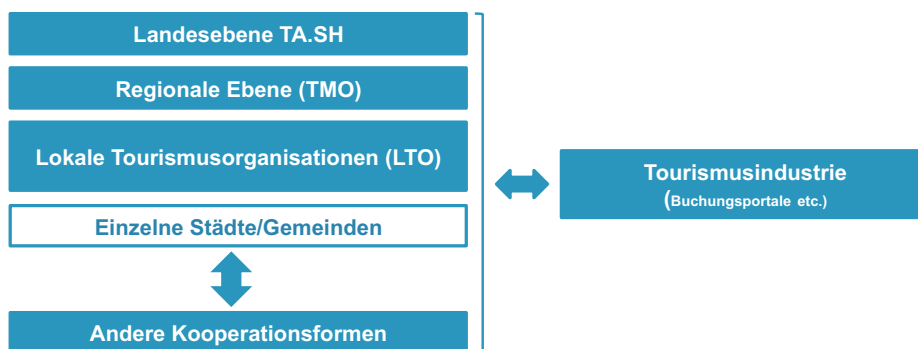 Landesebene TA.SH
Regionale Ebene (TMO)
Lokale Tourismusorganisationen (LTO)
Einzelne Städte/Gemeinden
Andere Kooperationsformen
Tourismusindustrie
(Buchungsportale etc.)